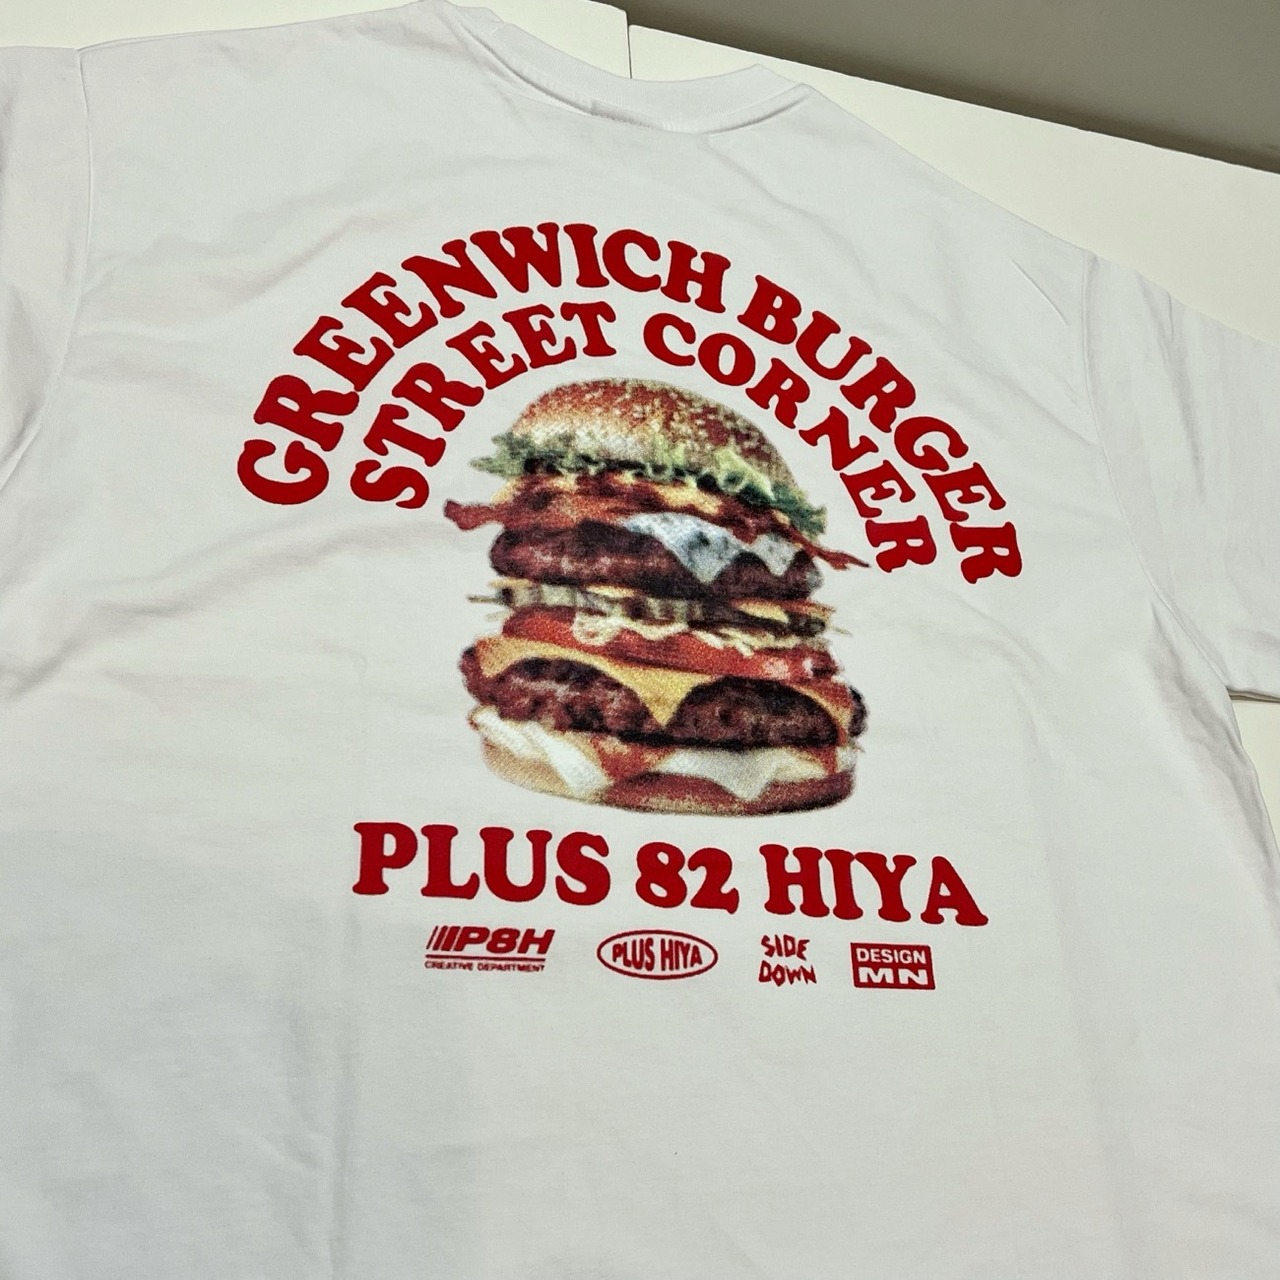 GREENWICH BURGER
STREET CORNER
PLUS 82 HIYA
P8H
CREATIVE DEPARTMENT
PLUS HIYA
SIDE
DOWN
DESIGN
MN